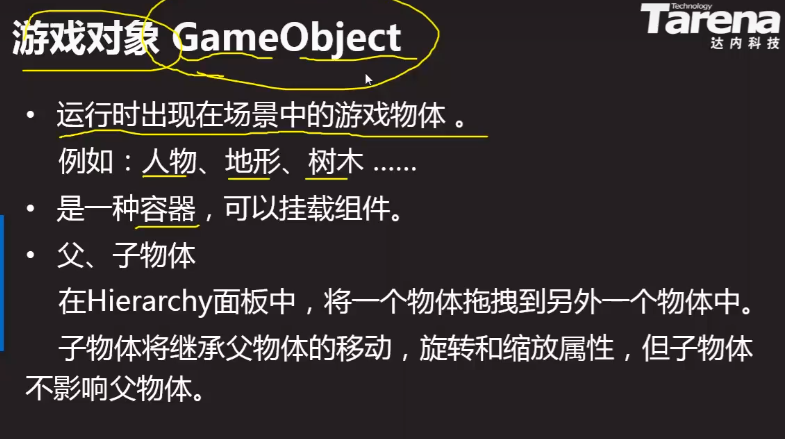 游戏对象 GameObject
Technology
Tarena
达内科技
• 运行时出现在场景中的游戏物体 。
例如：人物、地形、树木 ......
• 是一种容器，可以挂载组件。
• 父、子物体
在Hierarchy面板中，将一个物体拖拽到另外一个物体中。
子物体将继承父物体的移动，旋转和缩放属性，但子物体
不影响父物体。